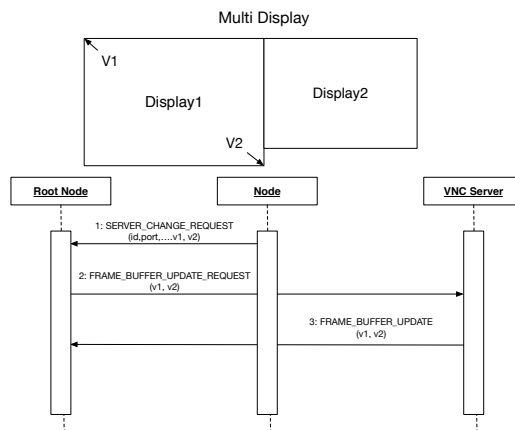 Multi Display
V1
Display1
Display2
V2
Root Node
Node
VNC Server
1: SERVER_CHANGE_REQUEST
(id,port,....v1, v2)
2: FRAME_BUFFER_UPDATE_REQUEST
(v1, v2)
3: FRAME_BUFFER_UPDATE
(v1, v2)